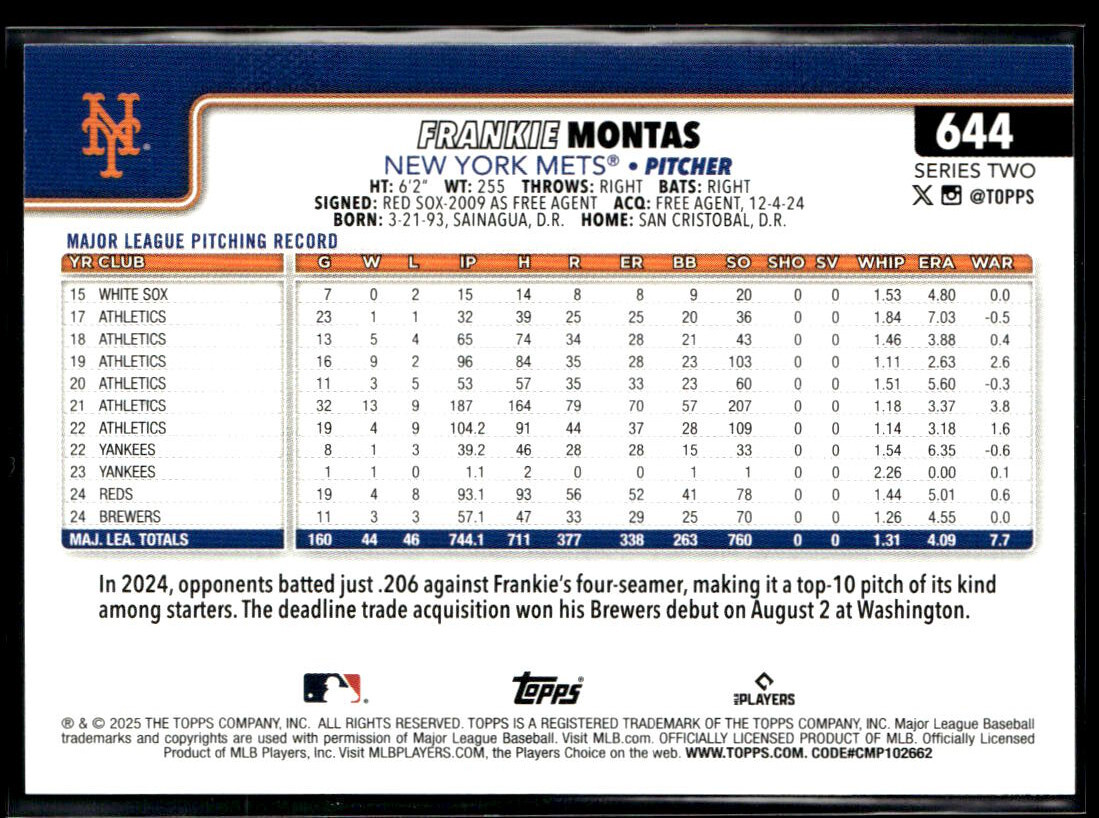 NY
FRANKIE MONTAS
644
NEW YORK METS® • PITCHER
SERIES TWO
HT: 6'2" WT: 255 THROWS: RIGHT BATS: RIGHT
@TOPPS
SIGNED: RED SOX-2009 AS FREE AGENT ACQ: FREE AGENT, 12-4-24
BORN: 3-21-93, SAINAGUA, D.R. HOME: SAN CRISTOBAL, D.R.
MAJOR LEAGUE PITCHING RECORD
YR CLUB G W L IP H R ER BB SO SHO SV WHIP ERA WAR
15 WHITE SOX 7 0 2 15 14 8 8 9 20 0 0 1.53 4.80 0.0
17 ATHLETICS 23 1 1 32 39 25 25 20 36 0 0 1.84 7.03 -0.5
18 ATHLETICS 13 5 4 65 74 34 28 21 43 0 0 1.46 3.88 0.4
19 ATHLETICS 16 9 2 96 84 35 28 23 103 0 0 1.11 2.63 2.6
20 ATHLETICS 11 3 5 53 57 35 33 23 60 0 0 1.51 5.60 -0.3
21 ATHLETICS 32 13 9 187 164 79 70 57 207 0 0 1.18 3.37 3.8
22 ATHLETICS 19 4 9 104.2 91 44 37 28 109 0 0 1.14 3.18 1.6
22 YANKEES 8 1 3 39.2 46 28 28 15 33 0 0 1.54 6.35 -0.6
23 YANKEES 1 1 0 1.1 2 0 0 1 1 0 0 2.26 0.00 0.1
24 REDS 19 4 8 93.1 93 56 52 41 78 0 0 1.44 5.01 0.6
24 BREWERS 11 3 3 57.1 47 33 29 25 70 0 0 1.26 4.55 0.0
MAJ. LEA. TOTALS 160 44 46 744.1 711 377 338 263 760 0 0 1.31 4.09 7.7
In 2024, opponents batted just .206 against Frankie's four-seamer, making it a top-10 pitch of its kind
among starters. The deadline trade acquisition won his Brewers debut on August 2 at Washington.
Topps®
MLB PLAYERS
® & © 2025 THE TOPPS COMPANY, INC. ALL RIGHTS RESERVED. TOPPS IS A REGISTERED TRADEMARK OF THE TOPPS COMPANY, INC. Major League Baseball
trademarks and copyrights are used with permission of Major League Baseball. Visit MLB.com. OFFICIALLY LICENSED PRODUCT OF MLB. Officially Licensed
Product of MLB Players, Inc. Visit MLBPLAYERS.COM, the Players Choice on the web. WWW.TOPPS.COM. CODE#CMP102662